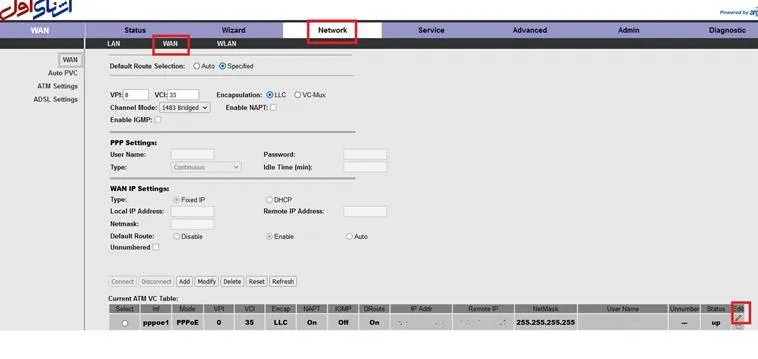 آسیای اول
Powered by
WAN Status Wizard Network Service Advanced Admin Diagnostic
LAN WAN WLAN
WAN
Auto PVC
ATM Settings
ADSL Settings
Default Route Selection: Auto Specified
VPI: 8 VCI: 35 Encapsulation: LLC VC-Mux
Channel Mode: 1483 Bridged Enable NAPT:
Enable IGMP:
PPP Settings:
User Name: Password:
Type: Continuous Idle Time (min):
WAN IP Settings:
Type: Fixed IP DHCP
Local IP Address: Remote IP Address:
Netmask:
Default Route: Disable Enable Auto
Unnumbered
Connect Disconnect Add Modify Delete Reset Refresh
Current ATM VC Table:
Select Inf Mode VPI VCI Encap NAPT IGMP DRoute IP Addr Remote IP NetMask User Name Unnumber Status Edit
pppoe1 PPPoE 0 35 LLC On Off On 255.255.255.255 --- up